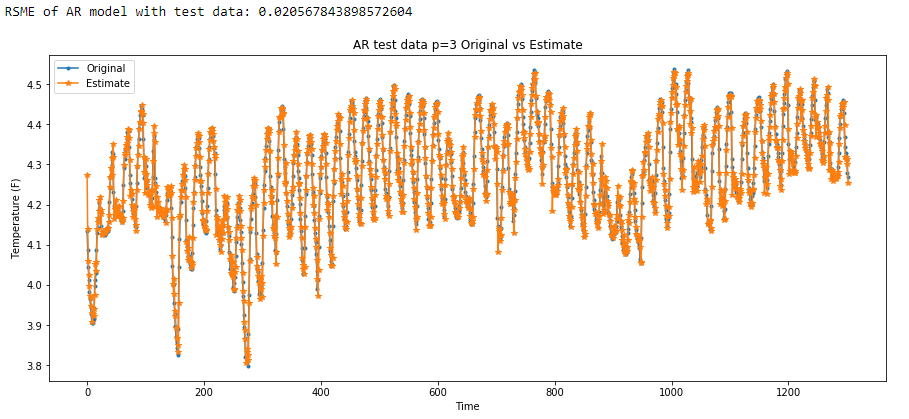 RSME of AR model with test data: 0.020567843898572604
AR test data p=3 Original vs Estimate
Original
Estimate
Temperature (F)
4.5
4.4
4.3
4.2
4.1
4.0
3.9
3.8
0 200 400 600 800 1000 1200
Time